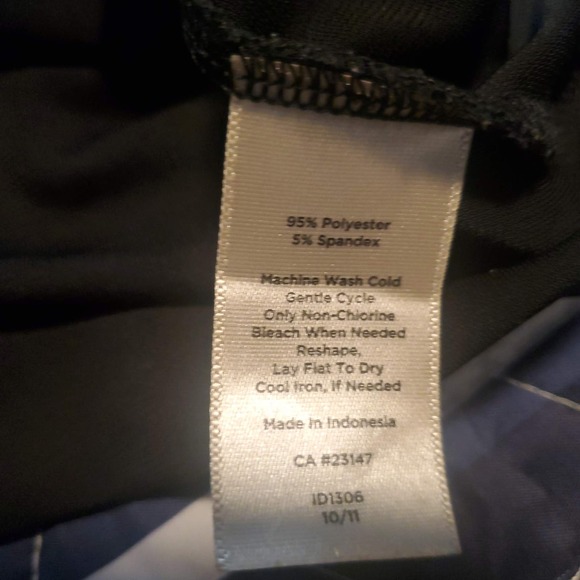 95% Polyester
5% Spandex
Machine Wash Cold
Gentle Cycle
Only Non-Chlorine
Bleach When Needed
Reshape,
Lay Flat To Dry
Cool Iron, If Needed
Made In Indonesia
CA #23147
ID1306
10/11